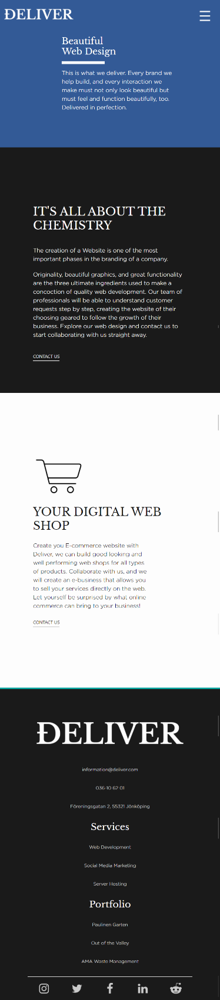 ĐELIVER
Beautiful
Web Design
This is what we deliver. Every brand we
help build, and every interaction we
make must not only look beautiful but
must feel and function beautifully, too.
Delivered in perfection.
IT'S ALL ABOUT THE
CHEMISTRY
The creation of a Website is one of the most
important phases in the branding of a company.
Originality, beautiful graphics, and great functionality
are the three ultimate ingredients used to make a
concoction of quality web development. Our team of
professionals will be able to understand customer
requests step by step, creating the website of their
choosing geared to follow the growth of their
business. Explore our web design and contact us to
start collaborating with us straight away.
CONTACT US
YOUR DIGITAL WEB
SHOP
Create you E-commerce website with
Deliver, we can build good looking and
well performing web shops for all types
of products. Collaborate with us, and we
will create an e-business that allows you
to sell your services directly on the web.
Let yourself be surprised by what online
commerce can bring to your business!
CONTACT US
ĐELIVER
information@deliver.com
036-10 62 01
Föreningsgatan 2, 55321 Jönköping
Services
Web Development
Social Media Marketing
Server Hosting
Portfolio
Paulinen Garten
Out of the Valley
AMA Waste Management